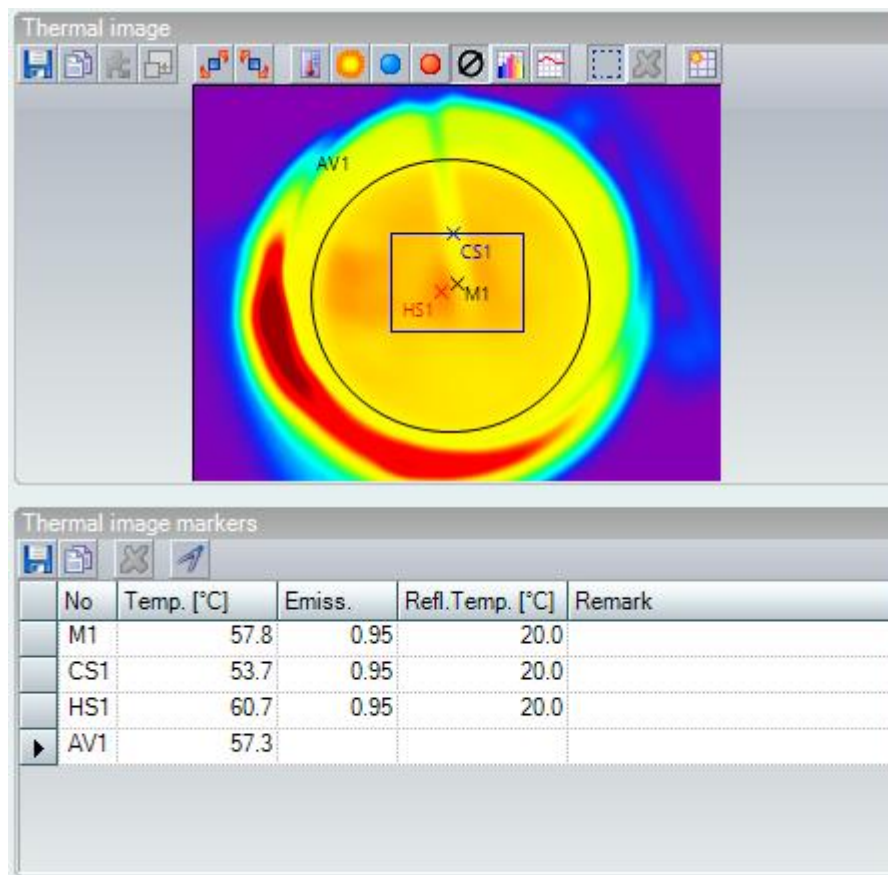 Thermal image
AV1
CS1
M1
HS1
Thermal image markers
No Temp. [°C] Emiss. Refl.Temp. [°C] Remark
M1 57.8 0.95 20.0
CS1 53.7 0.95 20.0
HS1 60.7 0.95 20.0
AV1 57.3